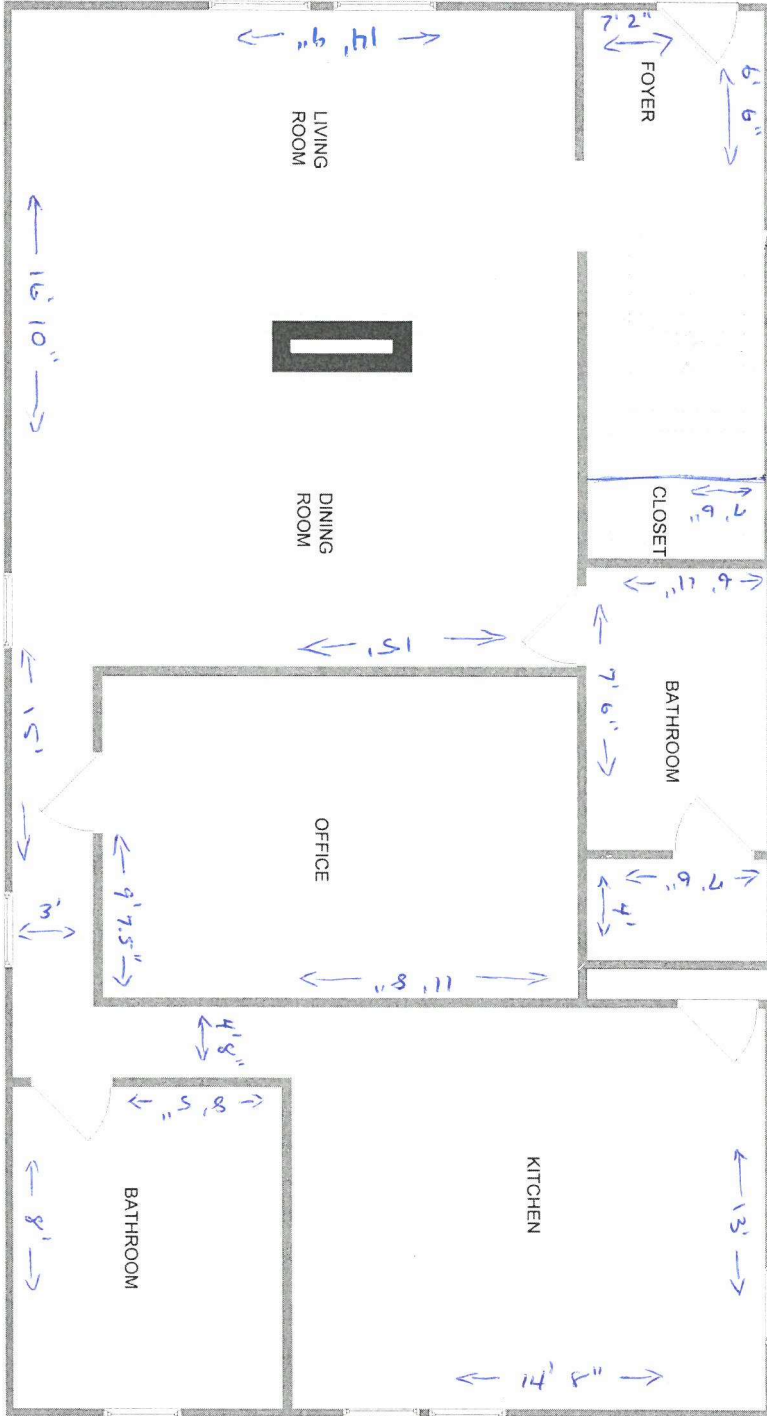 14' 9"
7' 2"
FOYER
6' 6"
LIVING
ROOM
16' 10"
DINING
ROOM
CLOSET
7' 6"
6' 11"
7' 6"
BATHROOM
15'
15'
OFFICE
9' 7.5"
3'
11' 8"
7' 6"
4'
4' 8"
8' 5"
BATHROOM
8'
KITCHEN
13'
14' 8"